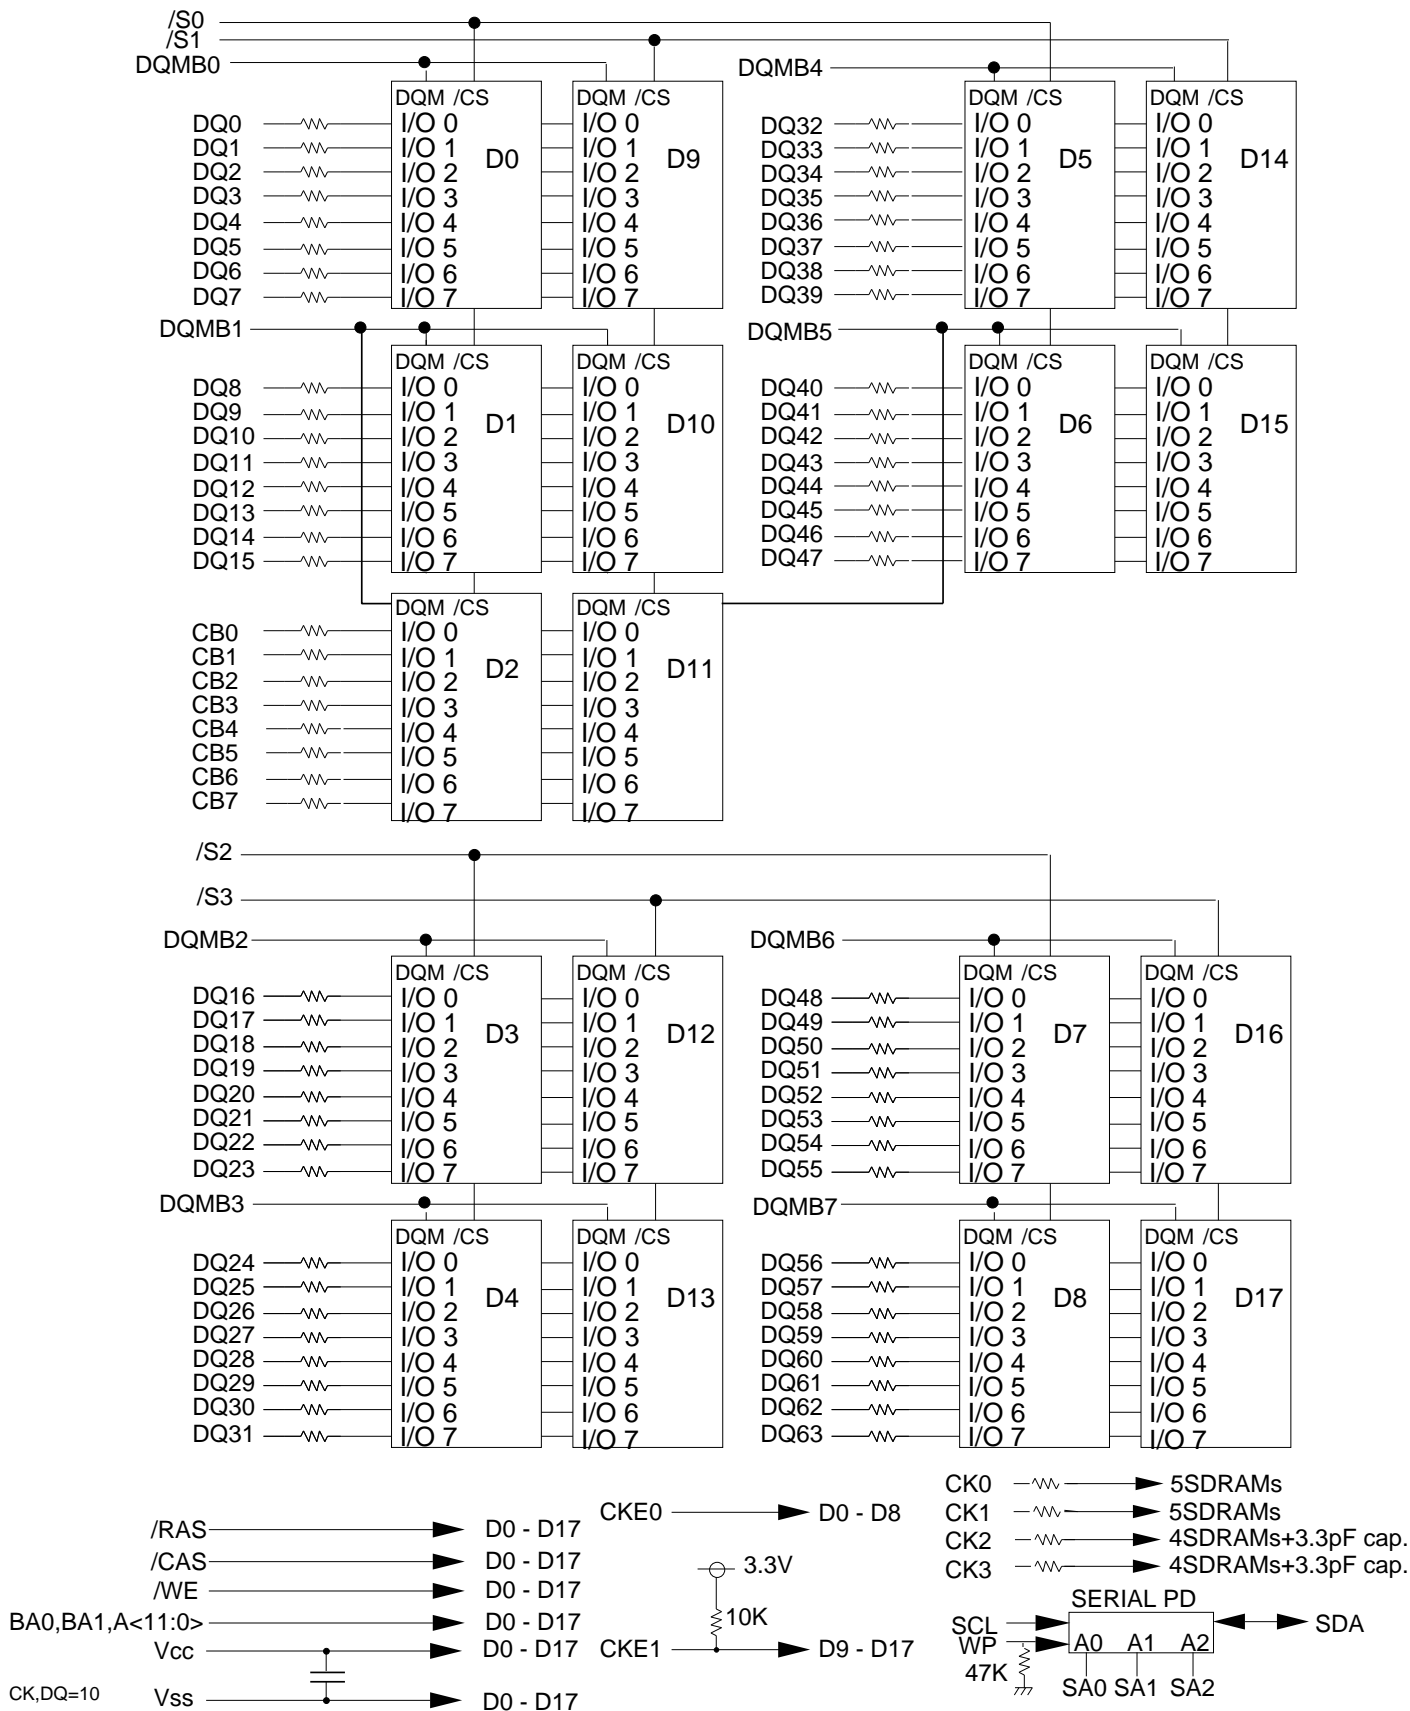 /S0
/S1
DQMB0
DQM /CS
DQ0 I/O 0
DQ1 I/O 1
DQ2 I/O 2
DQ3 I/O 3
DQ4 I/O 4
DQ5 I/O 5
DQ6 I/O 6
DQ7 I/O 7
D0
DQM /CS
I/O 0
I/O 1
I/O 2
I/O 3
I/O 4
I/O 5
I/O 6
I/O 7
D9
DQMB4
DQM /CS
DQ32 I/O 0
DQ33 I/O 1
DQ34 I/O 2
DQ35 I/O 3
DQ36 I/O 4
DQ37 I/O 5
DQ38 I/O 6
DQ39 I/O 7
D5
DQM /CS
I/O 0
I/O 1
I/O 2
I/O 3
I/O 4
I/O 5
I/O 6
I/O 7
D14
DQMB1
DQM /CS
DQ8 I/O 0
DQ9 I/O 1
DQ10 I/O 2
DQ11 I/O 3
DQ12 I/O 4
DQ13 I/O 5
DQ14 I/O 6
DQ15 I/O 7
D1
DQM /CS
I/O 0
I/O 1
I/O 2
I/O 3
I/O 4
I/O 5
I/O 6
I/O 7
D10
DQMB5
DQM /CS
DQ40 I/O 0
DQ41 I/O 1
DQ42 I/O 2
DQ43 I/O 3
DQ44 I/O 4
DQ45 I/O 5
DQ46 I/O 6
DQ47 I/O 7
D6
DQM /CS
I/O 0
I/O 1
I/O 2
I/O 3
I/O 4
I/O 5
I/O 6
I/O 7
D15
DQM /CS
CB0 I/O 0
CB1 I/O 1
CB2 I/O 2
CB3 I/O 3
CB4 I/O 4
CB5 I/O 5
CB6 I/O 6
CB7 I/O 7
D2
DQM /CS
I/O 0
I/O 1
I/O 2
I/O 3
I/O 4
I/O 5
I/O 6
I/O 7
D11
/S2
/S3
DQMB2
DQM /CS
DQ16 I/O 0
DQ17 I/O 1
DQ18 I/O 2
DQ19 I/O 3
DQ20 I/O 4
DQ21 I/O 5
DQ22 I/O 6
DQ23 I/O 7
D3
DQM /CS
I/O 0
I/O 1
I/O 2
I/O 3
I/O 4
I/O 5
I/O 6
I/O 7
D12
DQMB6
DQM /CS
DQ48 I/O 0
DQ49 I/O 1
DQ50 I/O 2
DQ51 I/O 3
DQ52 I/O 4
DQ53 I/O 5
DQ54 I/O 6
DQ55 I/O 7
D7
DQM /CS
I/O 0
I/O 1
I/O 2
I/O 3
I/O 4
I/O 5
I/O 6
I/O 7
D16
DQMB3
DQM /CS
DQ24 I/O 0
DQ25 I/O 1
DQ26 I/O 2
DQ27 I/O 3
DQ28 I/O 4
DQ29 I/O 5
DQ30 I/O 6
DQ31 I/O 7
D4
DQM /CS
I/O 0
I/O 1
I/O 2
I/O 3
I/O 4
I/O 5
I/O 6
I/O 7
D13
DQMB7
DQM /CS
DQ56 I/O 0
DQ57 I/O 1
DQ58 I/O 2
DQ59 I/O 3
DQ60 I/O 4
DQ61 I/O 5
DQ62 I/O 6
DQ63 I/O 7
D8
DQM /CS
I/O 0
I/O 1
I/O 2
I/O 3
I/O 4
I/O 5
I/O 6
I/O 7
D17
/RAS D0 - D17
/CAS D0 - D17
/WE D0 - D17
BA0,BA1,A<11:0> D0 - D17
Vcc D0 - D17
Vss D0 - D17
CK,DQ=10
CKE0 D0 - D8
3.3V
10K
CKE1 D9 - D17
CK0 5SDRAMs
CK1 5SDRAMs
CK2 4SDRAMs+3.3pF cap.
CK3 4SDRAMs+3.3pF cap.
SERIAL PD
SCL SDA
WP A0 A1 A2
47K
SA0 SA1 SA2